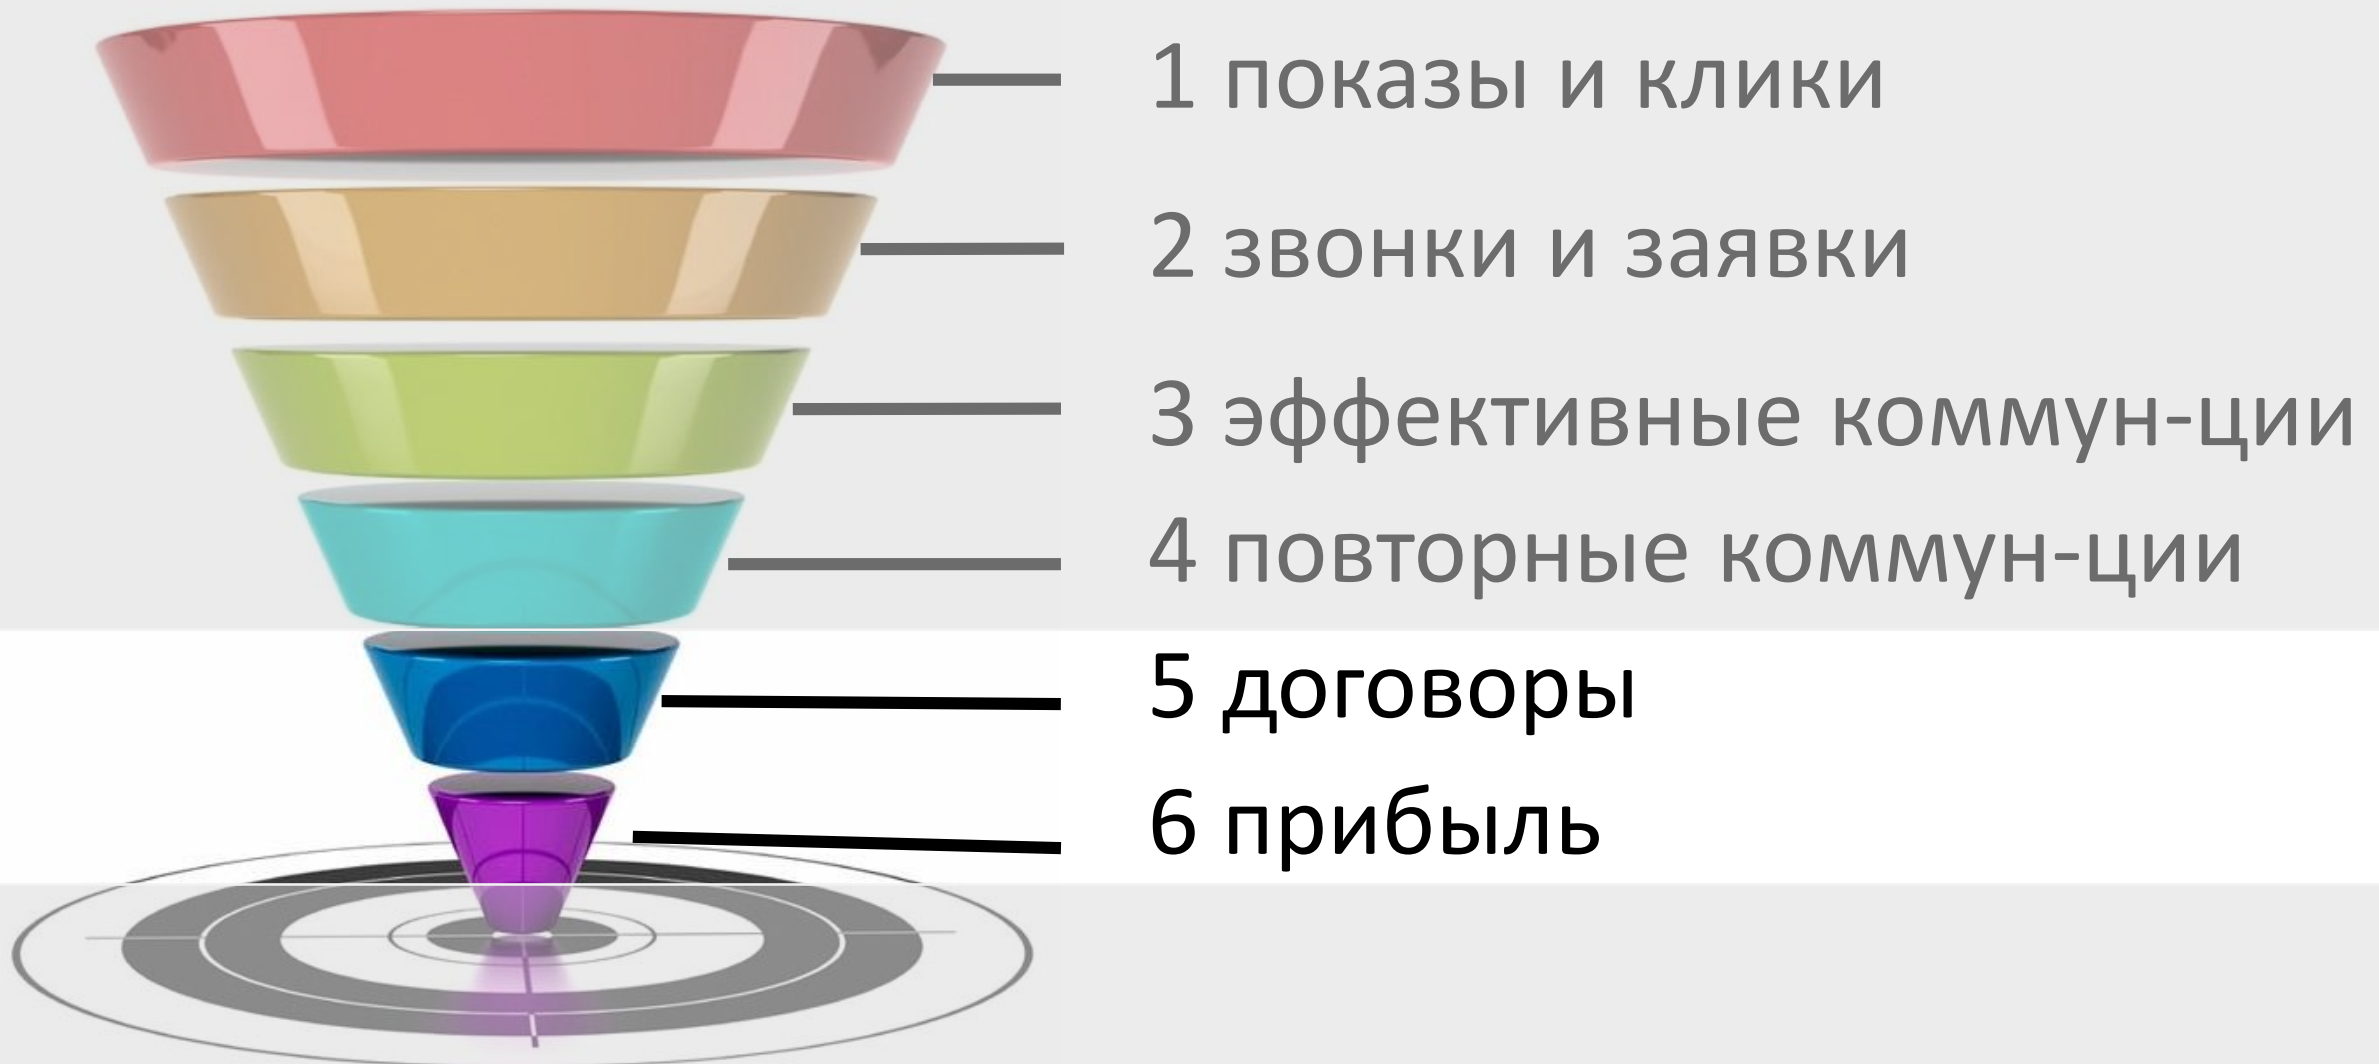 1 показы и клики
2 звонки и заявки
3 эффективные коммун-ции
4 повторные коммун-ции
5 договоры
6 прибыль